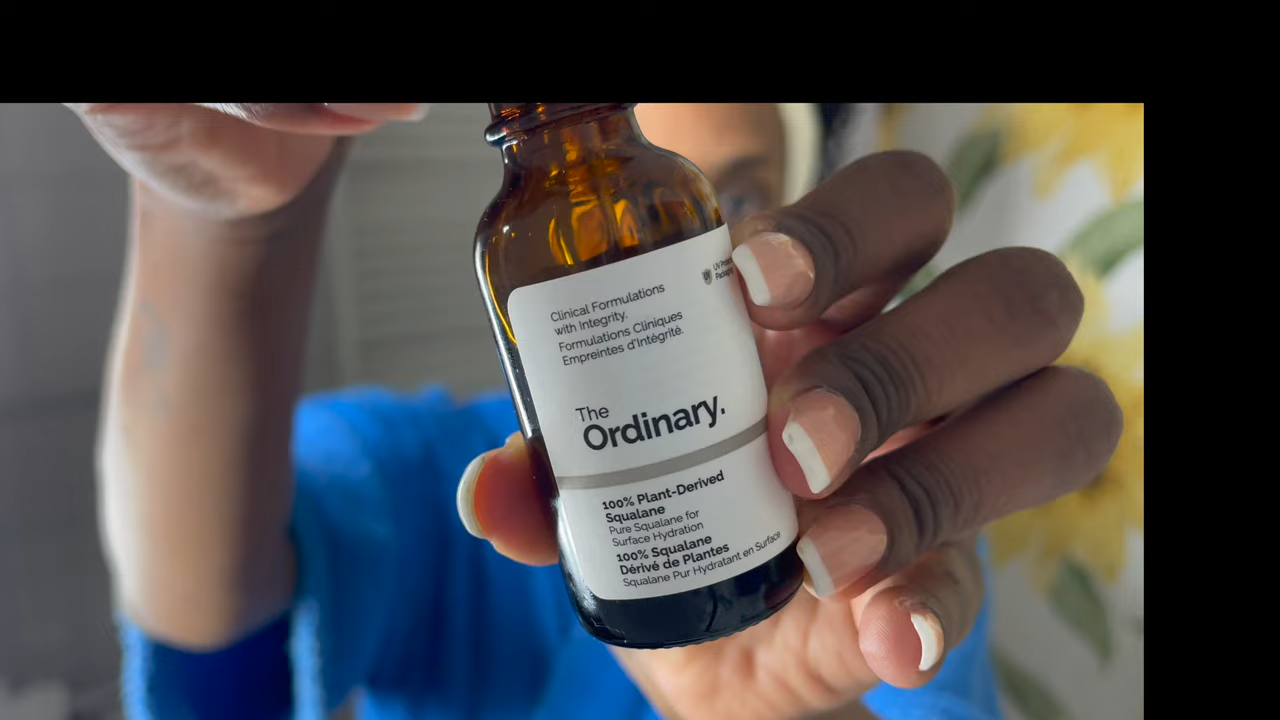 UV
Clinical Formulations
with Integrity.
Formulations Cliniques
Empreintes d'Intégrité.
The
Ordinary.
100% Plant-Derived
Squalane
Pure Squalane for
Surface Hydration
100% Squalane
Dérivé de Plantes
Squalane Pur Hydratant en Surface